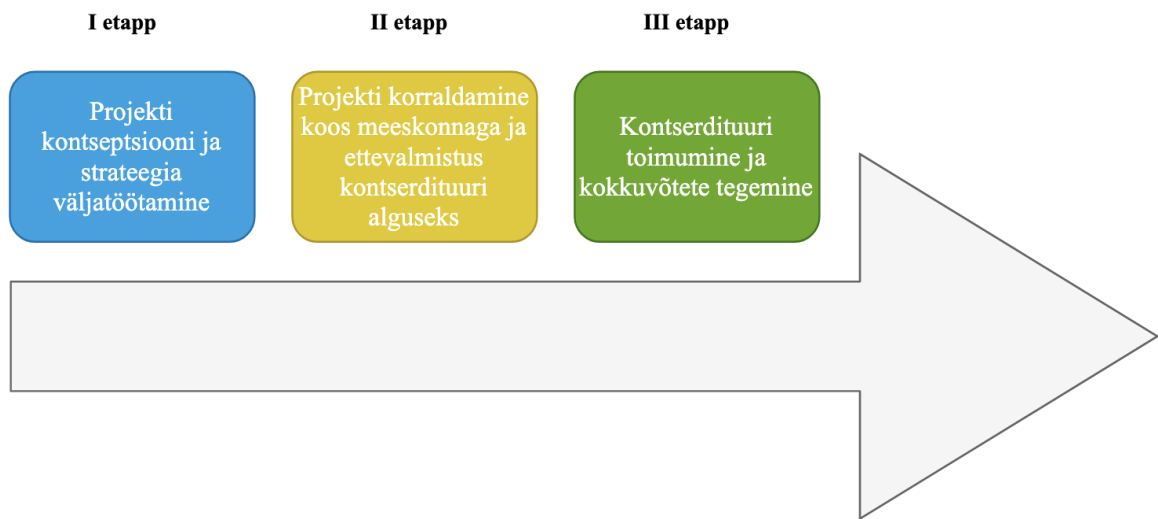 I etapp
II etapp
III etapp
Projekti
kontseptsiooni ja
strateegia
väljatöötamine
Projekti korraldamine
koos meeskonnaga ja
ettevalmistus
kontserdituuri
alguseks
Kontserdituuri
toimumine ja
kokkuvõtete tegemine